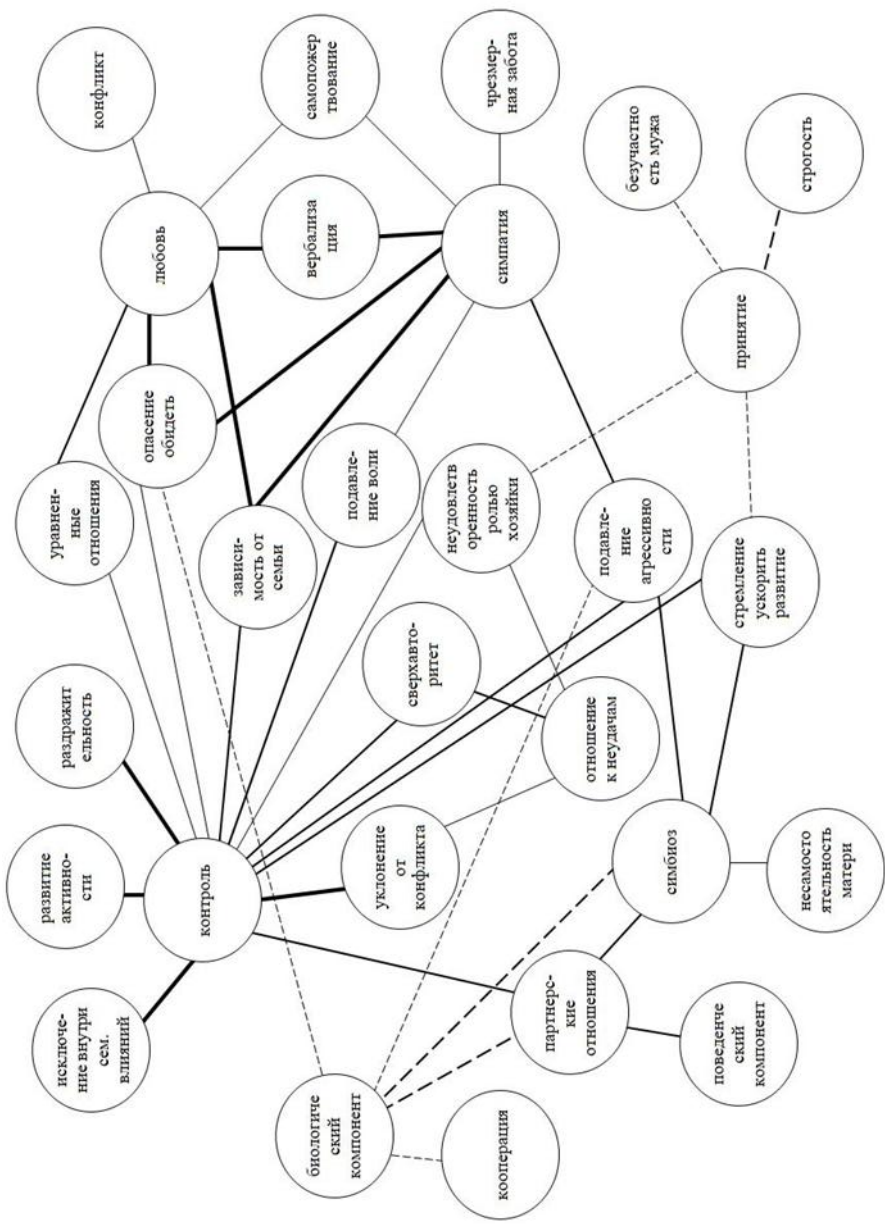 исключе-
ние внутри
сем.
влияний
развитие
активно-
сти
раздражит
ельность
уравнен-
ные
отношения
конфликт
контроль
опасение
обидеть
любовь
зависи-
мость от
семьи
биологиче
ский
компонент
подавле-
ние воли
вербализа
ция
самопожер
твование
уклонение
от
конфликта
сверхавто-
ритет
неудовлетв
оренность
ролью
хозяйки
симпатия
чрезмер-
ная забота
кооперация
партнерс-
кие
отношения
отношение
к неудачам
подавле-
ние
агрессивно
сти
безучастно
сть мужа
симбиоз
поведенче
ский
компонент
стремление
ускорить
развитие
принятие
строгость
несамосто
ятельность
матери